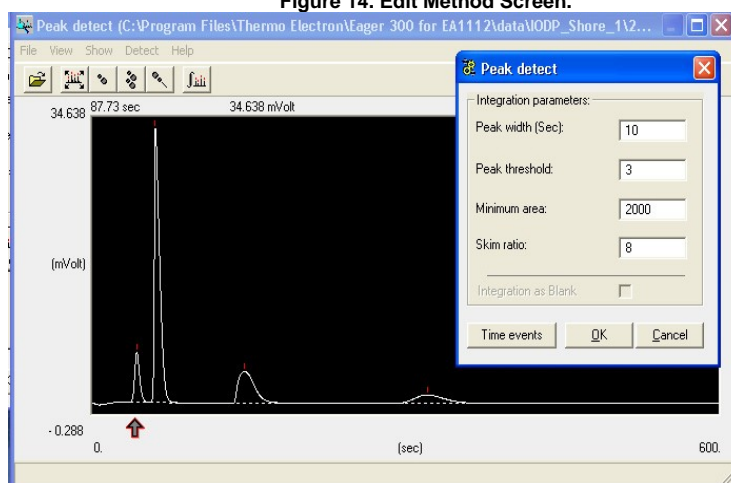 Figure 14. Edit Method Screen.
Peak detect (C:\Program Files\Thermo Electron\Eager 300 for EA1112\data\IODP_Shore_1\2...
File View Show Detect Help
87.73 sec 34.638 mVolt
34.638
(mVolt)
- 0.288
0. (sec) 600.
Peak detect
Integration parameters:
Peak width (Sec): 10
Peak threshold: 3
Minimum area: 2000
Skim ratio: 8
Integration as Blank
Time events OK Cancel